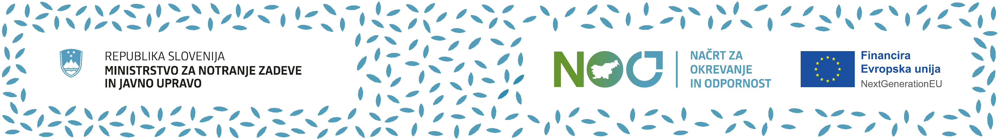 REPUBLIKA SLOVENIJA
MINISTRSTVO ZA NOTRANJE ZADEVE
IN JAVNO UPRAVO
NOO
NAČRT ZA
OKREVANJE
IN ODPORNOST
Financira
Evropska unija
NextGenerationEU